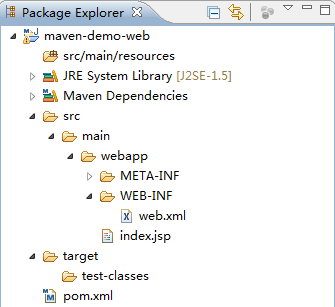 Package Explorer
maven-demo-web
src/main/resources
JRE System Library [J2SE-1.5]
Maven Dependencies
src
main
webapp
META-INF
WEB-INF
web.xml
index.jsp
target
test-classes
pom.xml